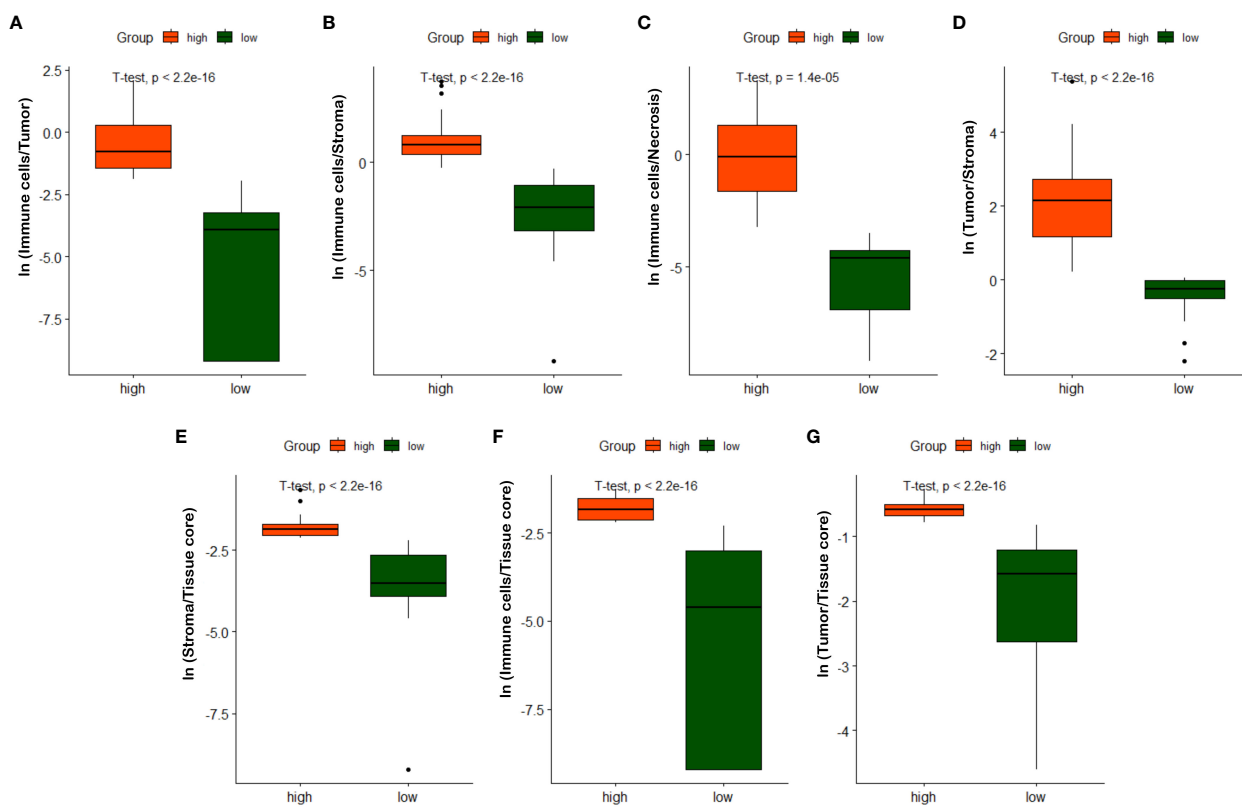 A
Group high low
T-test, p < 2.2e-16
ln (Immune cells/Tumor)
2.5
0.0
-2.5
-5.0
-7.5
high low
B
Group high low
T-test, p < 2.2e-16
ln (Immune cells/Stroma)
0
-5
high low
C
Group high low
T-test, p = 1.4e-05
ln (Immune cells/Necrosis)
0
-5
high low
D
Group high low
T-test, p < 2.2e-16
ln (Tumor/Stroma)
4
2
0
-2
high low
E
Group high low
T-test, p < 2.2e-16
ln (Stroma/Tissue core)
-2.5
-5.0
-7.5
high low
F
Group high low
T-test, p < 2.2e-16
ln (Immune cells/Tissue core)
-2.5
-5.0
-7.5
high low
G
Group high low
T-test, p < 2.2e-16
ln (Tumor/Tissue core)
-1
-2
-3
-4
high low